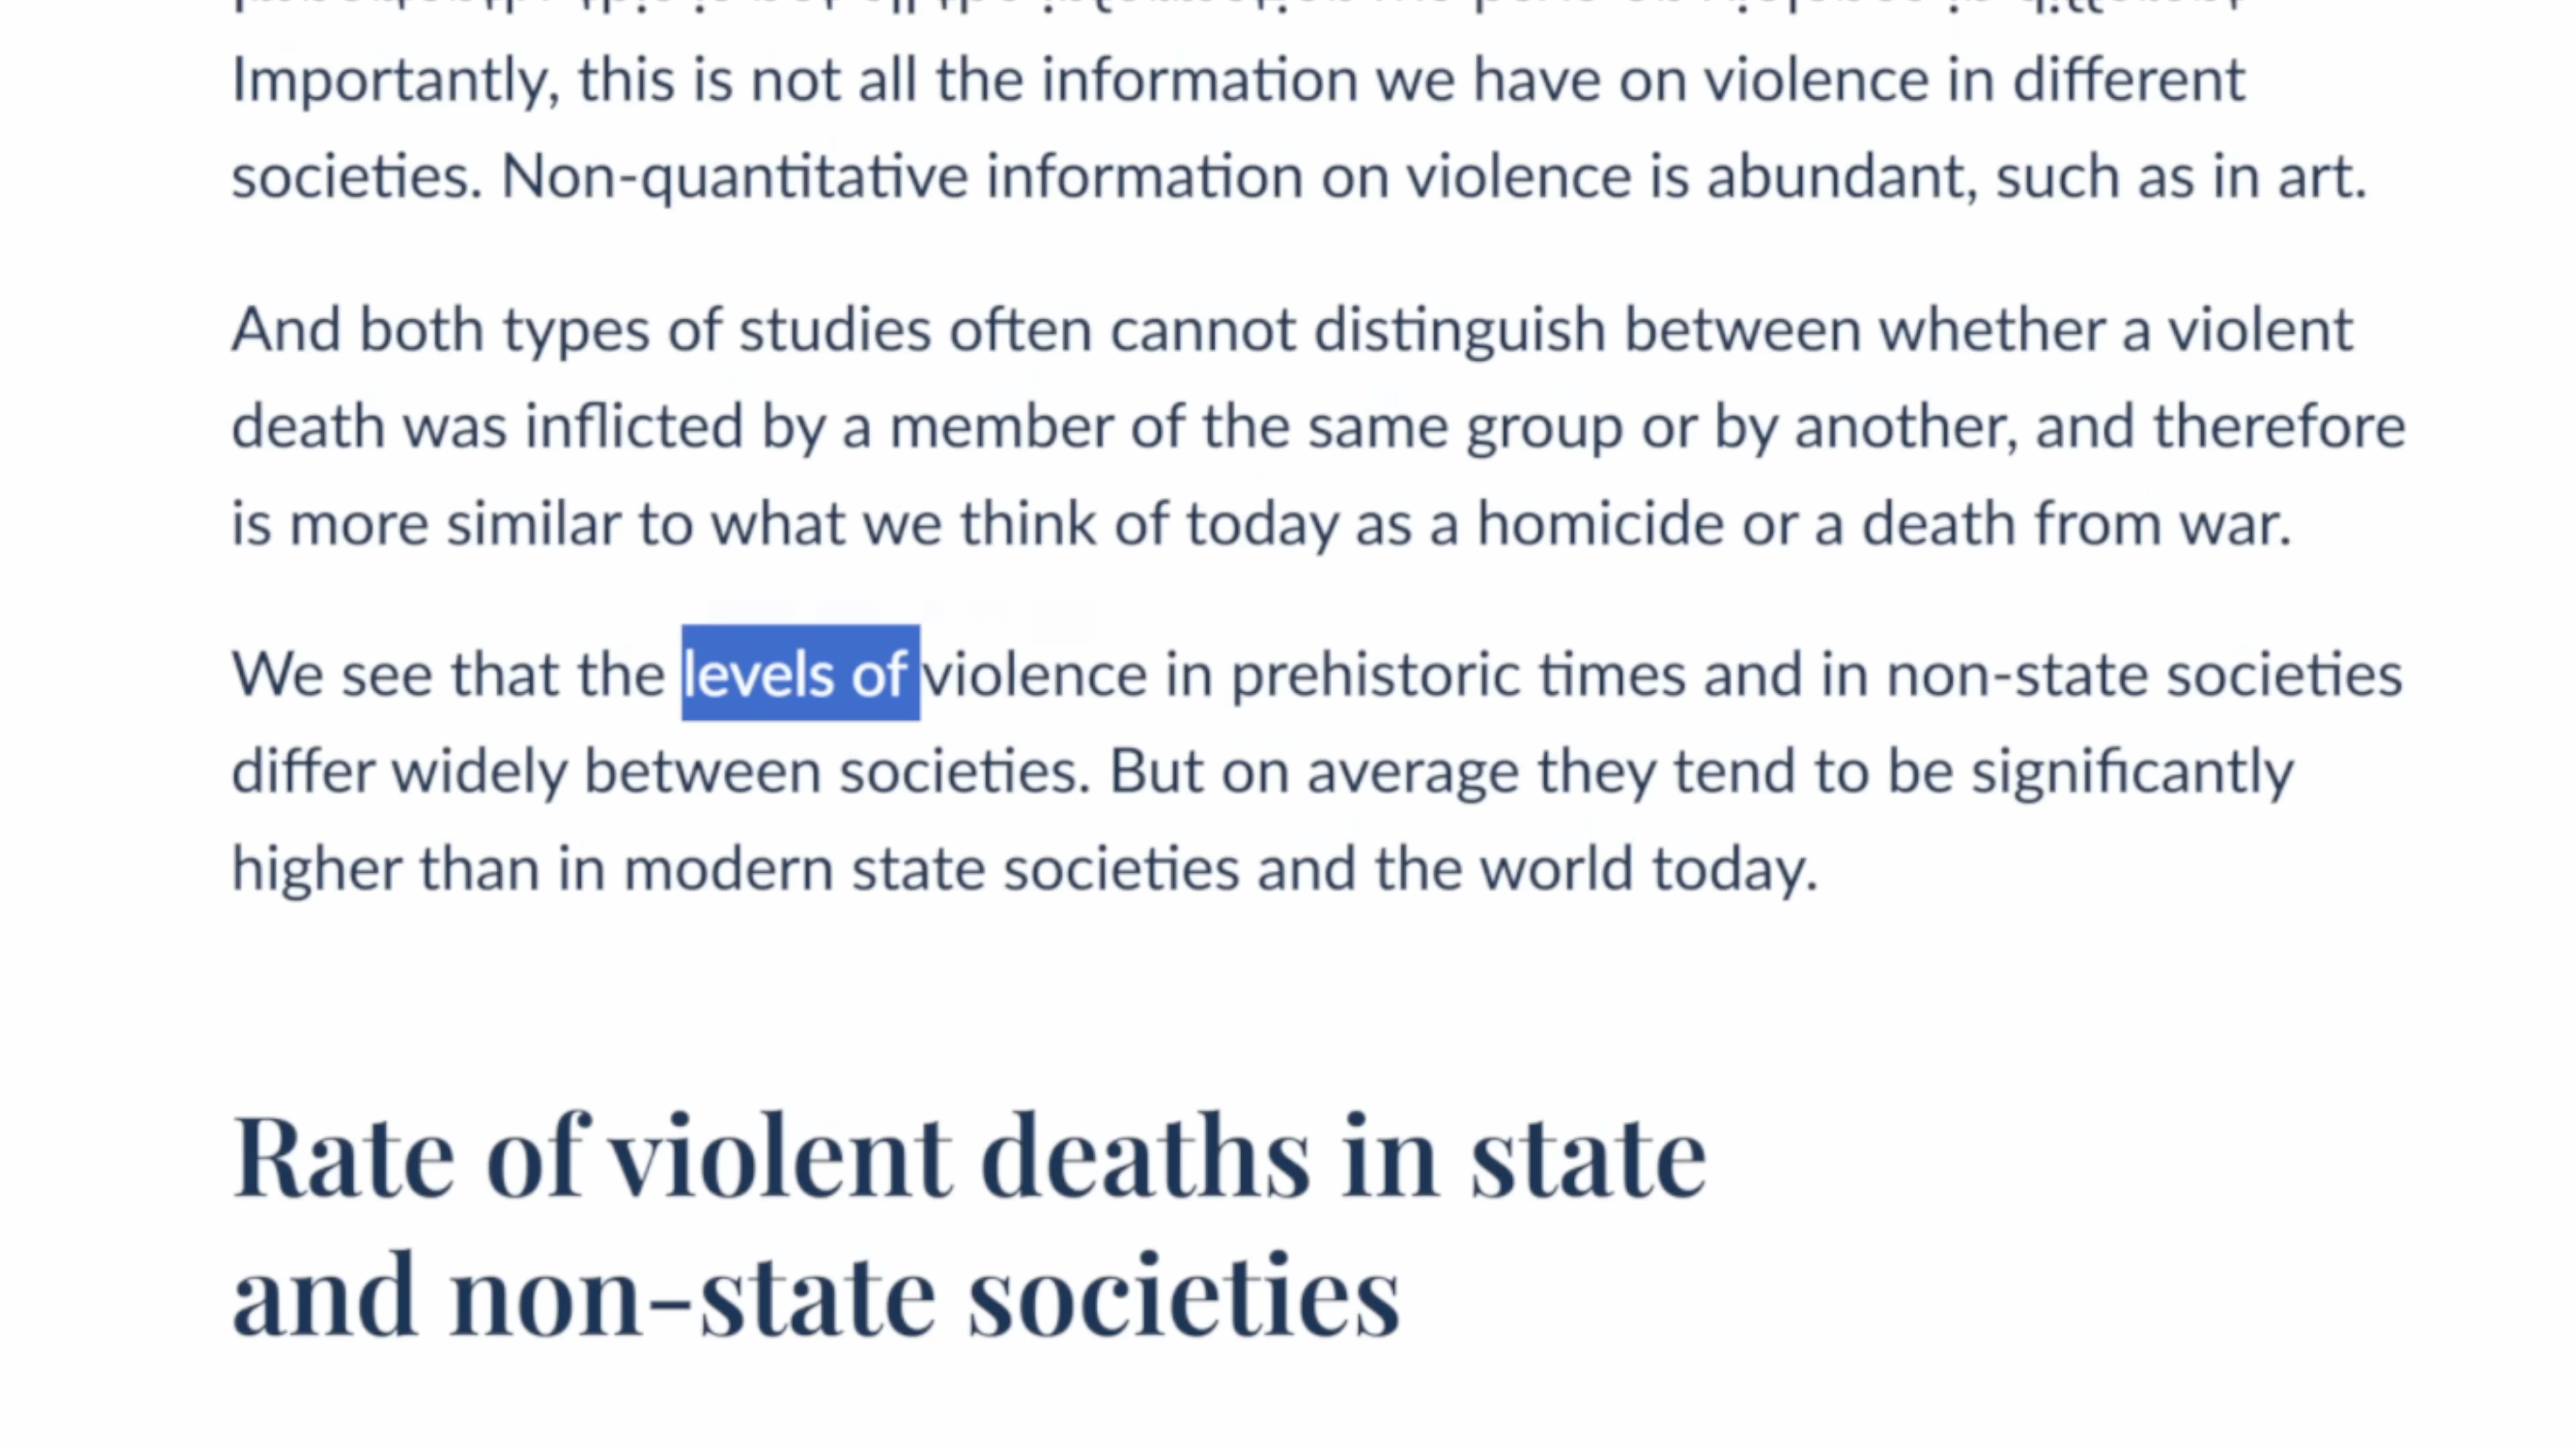 Importantly, this is not all the information we have on violence in different
societies. Non-quantitative information on violence is abundant, such as in art.
And both types of studies often cannot distinguish between whether a violent
death was inflicted by a member of the same group or by another, and therefore
is more similar to what we think of today as a homicide or a death from war.
We see that the levels of violence in prehistoric times and in non-state societies
differ widely between societies. But on average they tend to be significantly
higher than in modern state societies and the world today.
Rate of violent deaths in state
and non-state societies